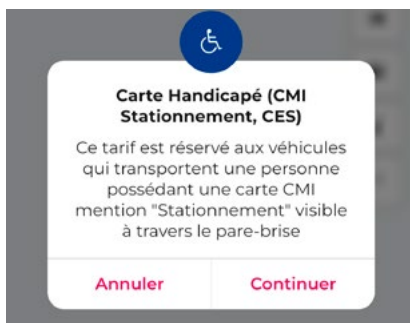 Carte Handicapé (CMI
Stationnement, CES)
Ce tarif est réservé aux véhicules
qui transportent une personne
possédant une carte CMI
mention "Stationnement" visible
à travers le pare-brise
Annuler
Continuer